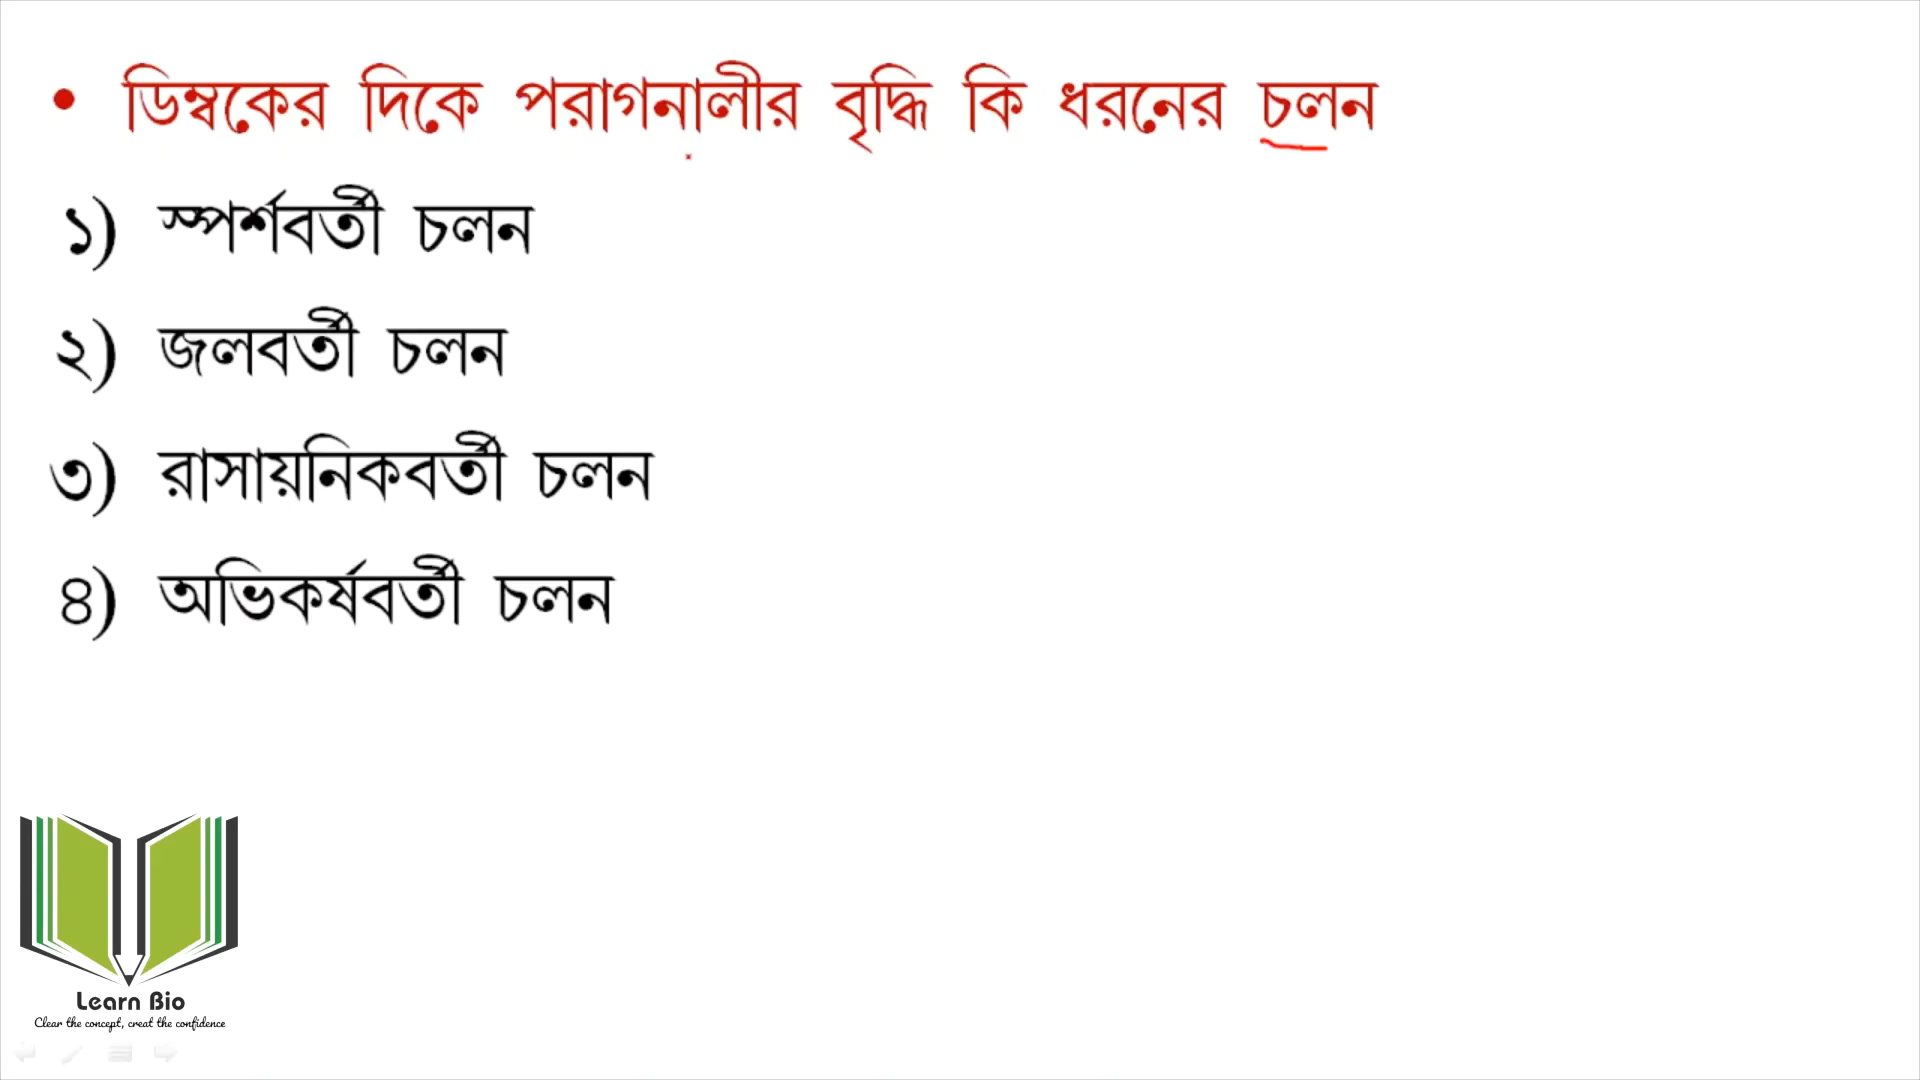 • ডিম্বকের দিকে পরাগনালীর বৃদ্ধি কি ধরনের চলন
১) স্পর্শবর্তী চলন
২) জলবর্তী চলন
৩) রাসায়নিকবর্তী চলন
৪) অভিকর্ষবর্তী চলন
Learn Bio
Clear the concept, creat the confidence